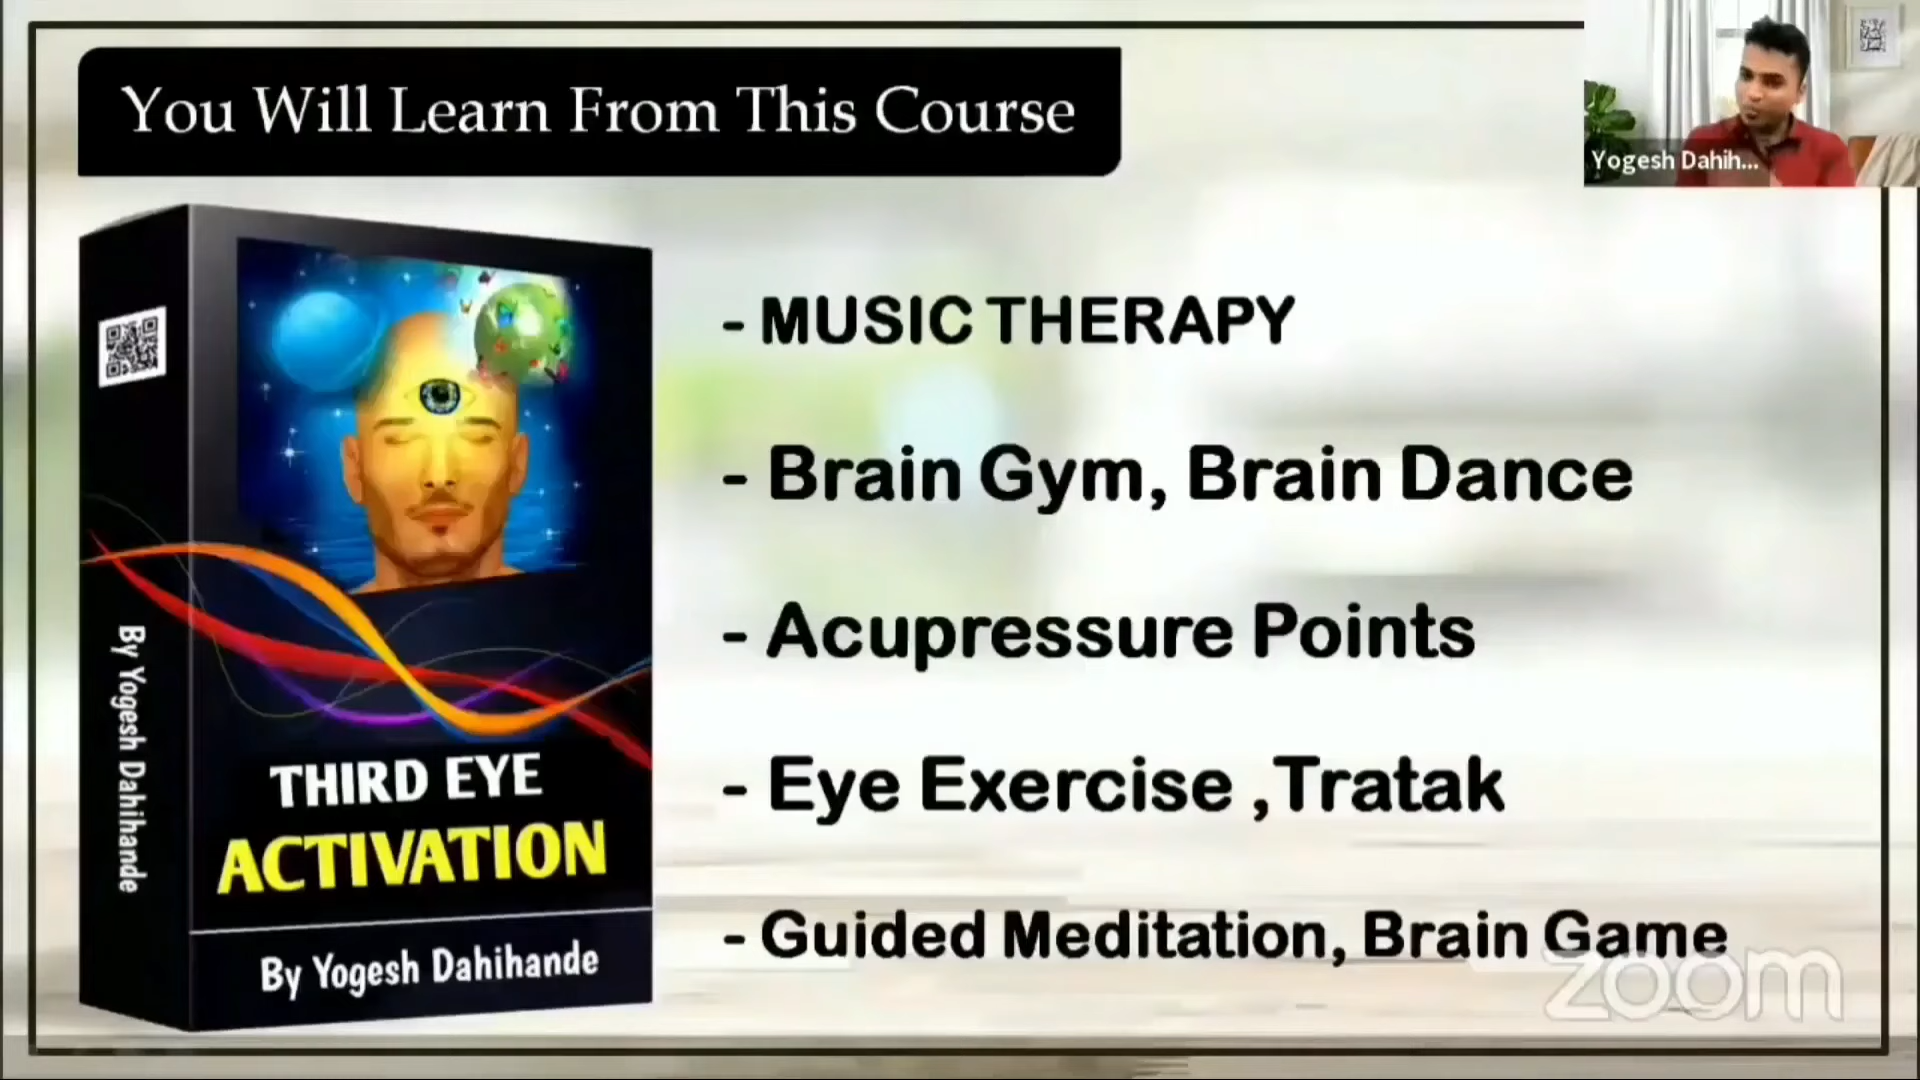 You Will Learn From This Course
Yogesh Dahih...
- MUSIC THERAPY
- Brain Gym, Brain Dance
- Acupressure Points
- Eye Exercise ,Tratak
- Guided Meditation, Brain Game
By Yogesh Dahihande
THIRD EYE
ACTIVATION
By Yogesh Dahihande
zoom